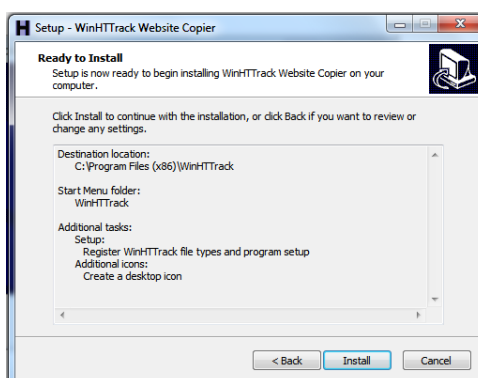 H Setup - WinHTTrack Website Copier
Ready to Install
Setup is now ready to begin installing WinHTTrack Website Copier on your
computer.
Click Install to continue with the installation, or click Back if you want to review or
change any settings.
Destination location:
C:\Program Files (x86)\WinHTTrack
Start Menu folder:
WinHTTrack
Additional tasks:
Setup:
Register WinHTTrack file types and program setup
Additional icons:
Create a desktop icon
< Back Install Cancel